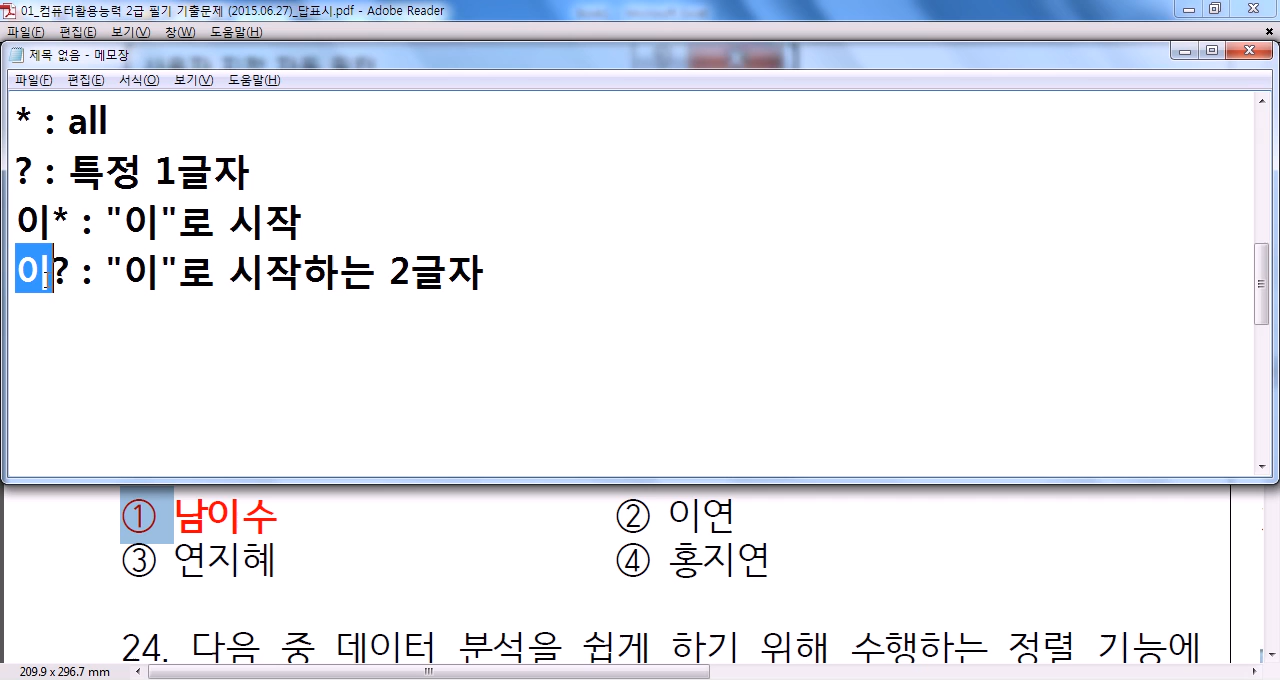 01_컴퓨터활용능력 2급 필기 기출문제 (2015.06.27)_답표시.pdf - Adobe Reader
파일(F) 편집(E) 보기(V) 창(W) 도움말(H)
제목 없음 - 메모장
파일(F) 편집(E) 서식(O) 보기(V) 도움말(H)
* : all
? : 특정 1글자
이* : "이"로 시작
이? : "이"로 시작하는 2글자
① 남이수 ② 이연
③ 연지혜 ④ 홍지연
24. 다음 중 데이터 분석을 쉽게 하기 위해 수행하는 정렬 기능에
209.9 x 296.7 mm